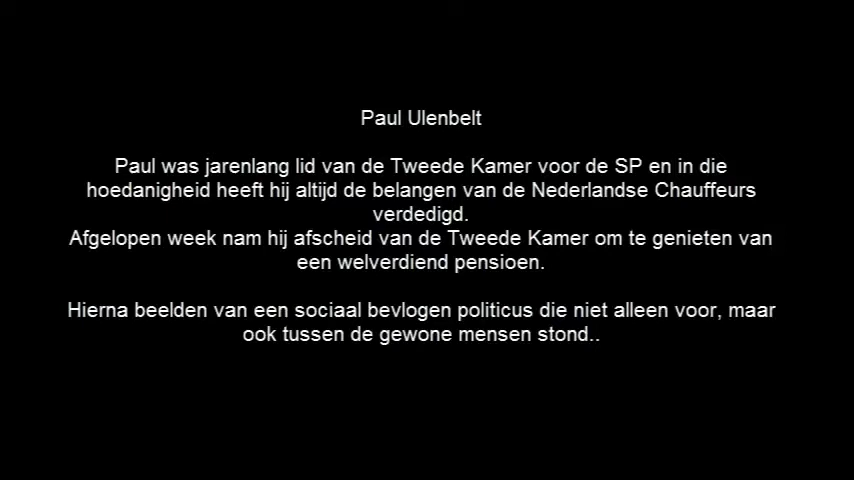 Paul Ulenbelt
Paul was jarenlang lid van de Tweede Kamer voor de SP en in die
hoedanigheid heeft hij altijd de belangen van de Nederlandse Chauffeurs
verdedigd.
Afgelopen week nam hij afscheid van de Tweede Kamer om te genieten van
een welverdiend pensioen.
Hierna beelden van een sociaal bevlogen politicus die niet alleen voor, maar
ook tussen de gewone mensen stond..